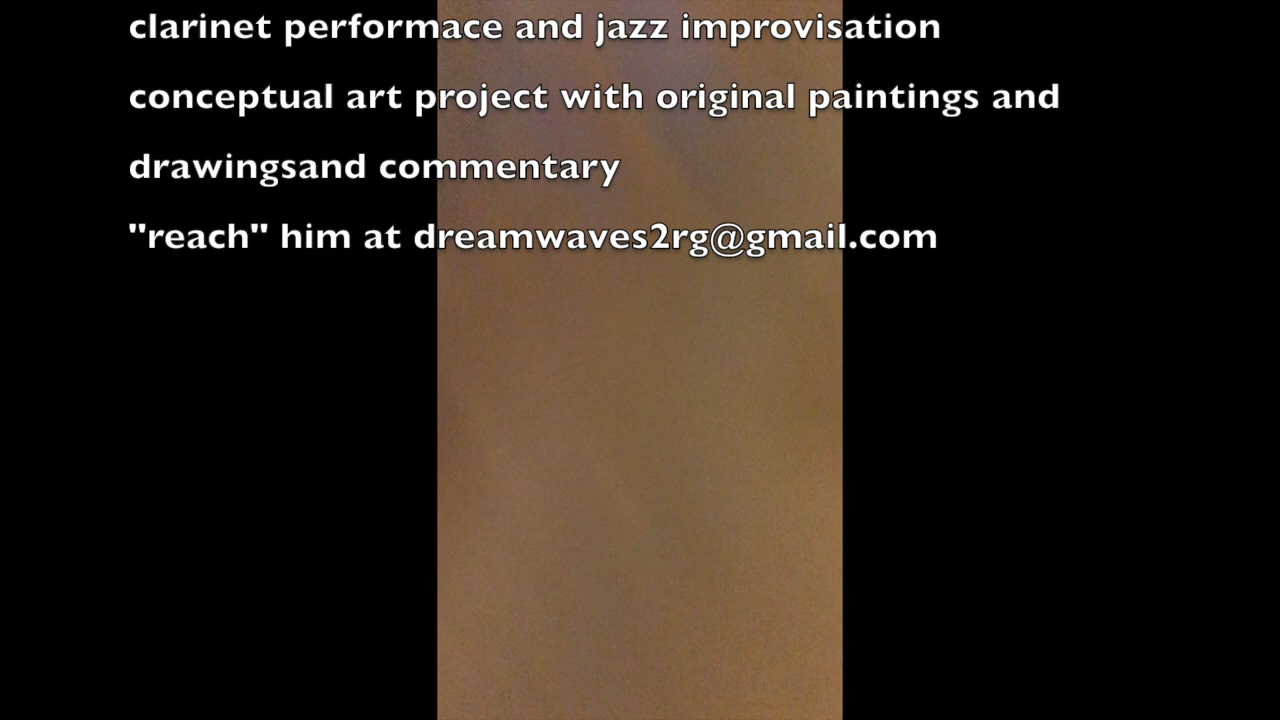 clarinet performace and jazz improvisation
conceptual art project with original paintings and
drawingsand commentary
"reach" him at dreamwaves2rg@gmail.com